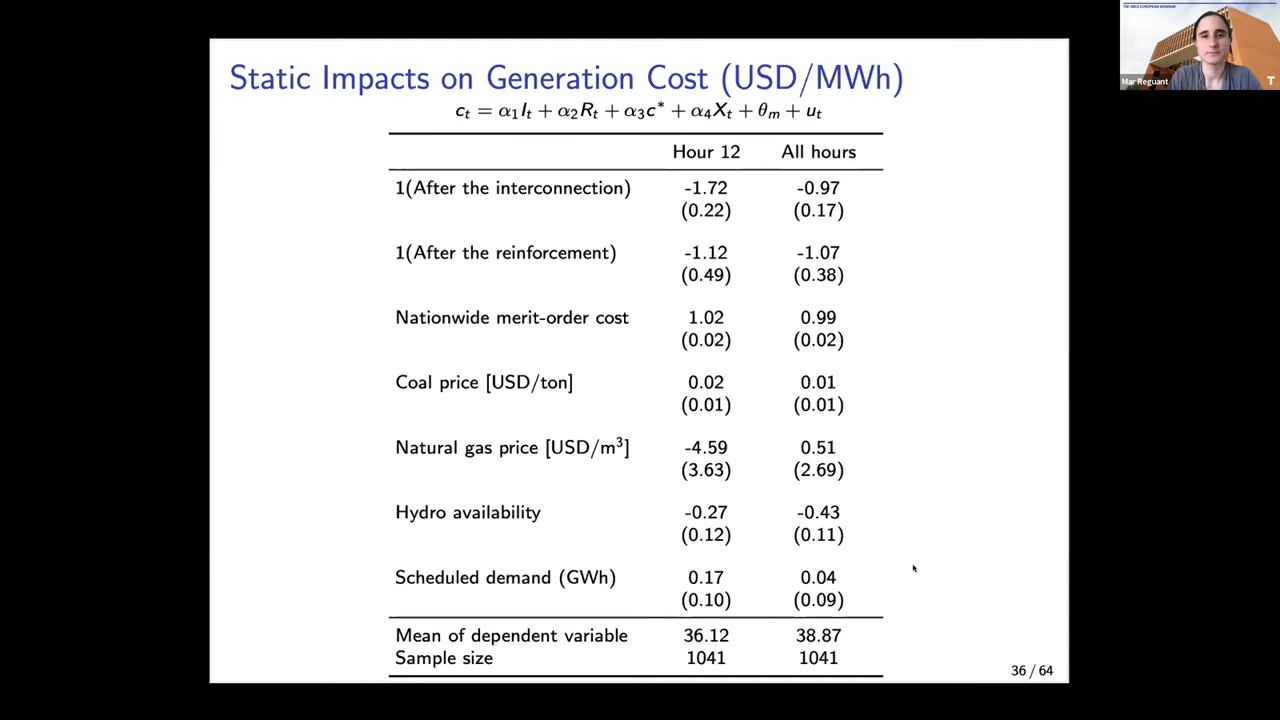 TSE-BBCA EUROPEAN WEBINAR
Mar Reguant
T
Static Impacts on Generation Cost (USD/MWh)
c_t = α_1 I_t + α_2 R_t + α_3 c* + α_4 X_t + θ_m + u_t
Hour 12 All hours
1(After the interconnection) -1.72 -0.97
(0.22) (0.17)
1(After the reinforcement) -1.12 -1.07
(0.49) (0.38)
Nationwide merit-order cost 1.02 0.99
(0.02) (0.02)
Coal price [USD/ton] 0.02 0.01
(0.01) (0.01)
Natural gas price [USD/m³] -4.59 0.51
(3.63) (2.69)
Hydro availability -0.27 -0.43
(0.12) (0.11)
Scheduled demand (GWh) 0.17 0.04
(0.10) (0.09)
Mean of dependent variable 36.12 38.87
Sample size 1041 1041
36 / 64